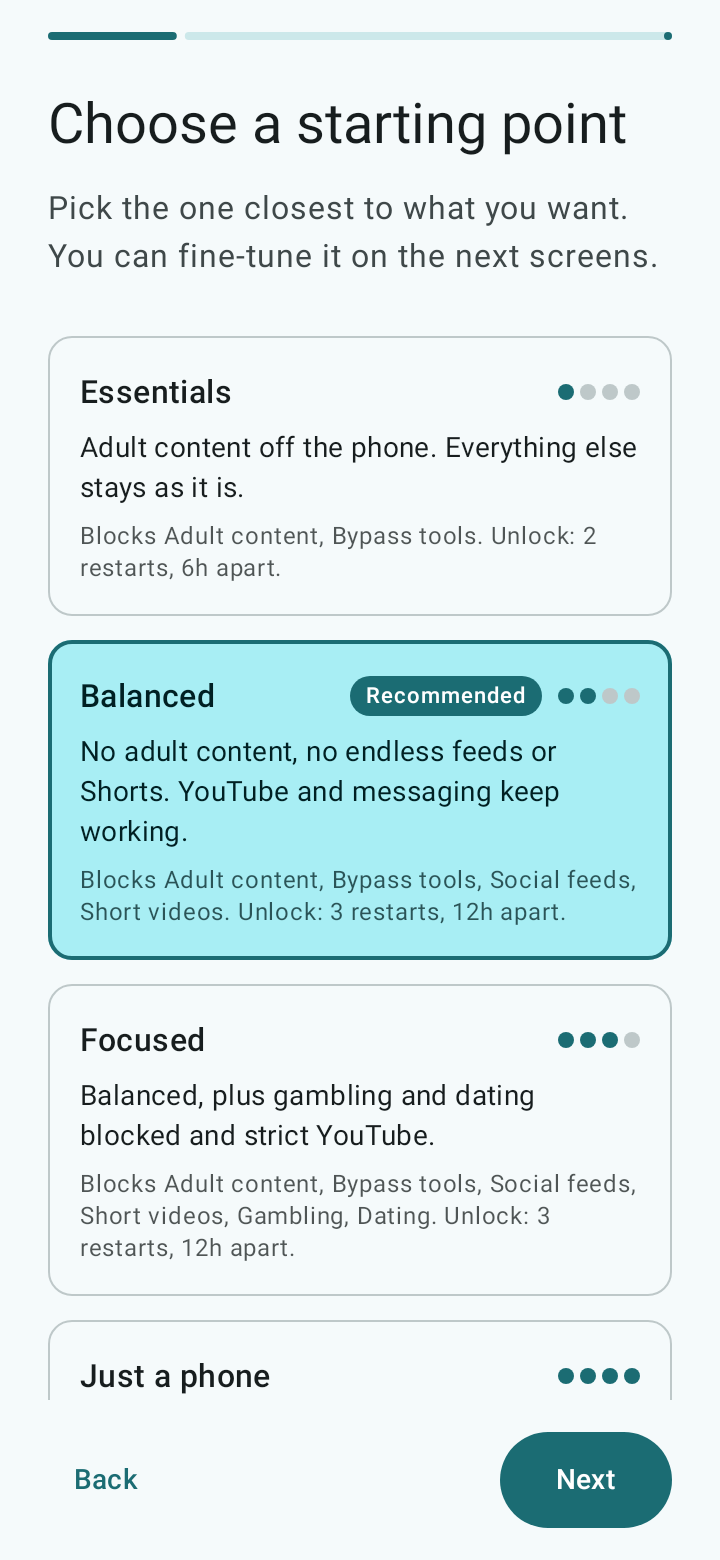 Choose a starting point
Pick the one closest to what you want.
You can fine-tune it on the next screens.
Essentials
Adult content off the phone. Everything else
stays as it is.
Blocks Adult content, Bypass tools. Unlock: 2
restarts, 6h apart.
Balanced
Recommended
No adult content, no endless feeds or
Shorts. YouTube and messaging keep
working.
Blocks Adult content, Bypass tools, Social feeds,
Short videos. Unlock: 3 restarts, 12h apart.
Focused
Balanced, plus gambling and dating
blocked and strict YouTube.
Blocks Adult content, Bypass tools, Social feeds,
Short videos, Gambling, Dating. Unlock: 3
restarts, 12h apart.
Just a phone
Back
Next